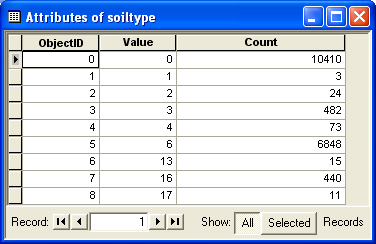 Attributes of soiltype
ObjectID Value Count
0 0 10410
1 1 3
2 2 24
3 3 482
4 4 73
5 6 6848
6 13 15
7 16 440
8 17 11
Record: 1 Show: All Selected Records